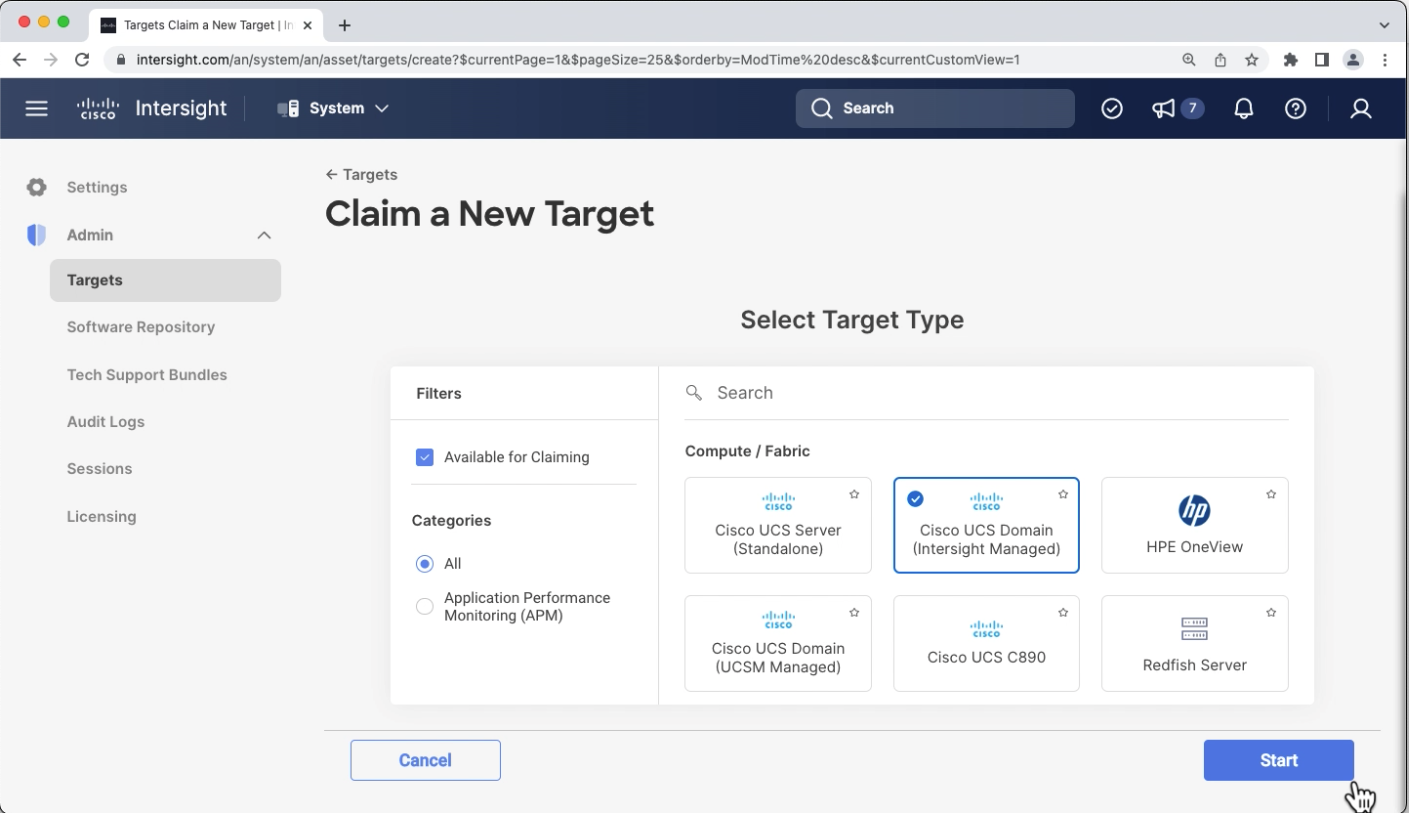 Targets Claim a New Target | In
intersight.com/an/system/an/asset/targets/create?$currentPage=1&$pageSize=25&$orderby=ModTime%20desc&$currentCustomView=1
CISCO Intersight
System
Search
7
Settings
Admin
Targets
Software Repository
Tech Support Bundles
Audit Logs
Sessions
Licensing
← Targets
Claim a New Target
Select Target Type
Filters
Available for Claiming
Categories
All
Application Performance
Monitoring (APM)
Search
Compute / Fabric
CISCO
Cisco UCS Server
(Standalone)
CISCO
Cisco UCS Domain
(Intersight Managed)
hp
HPE OneView
CISCO
Cisco UCS Domain
(UCSM Managed)
CISCO
Cisco UCS C890
Redfish Server
Cancel
Start